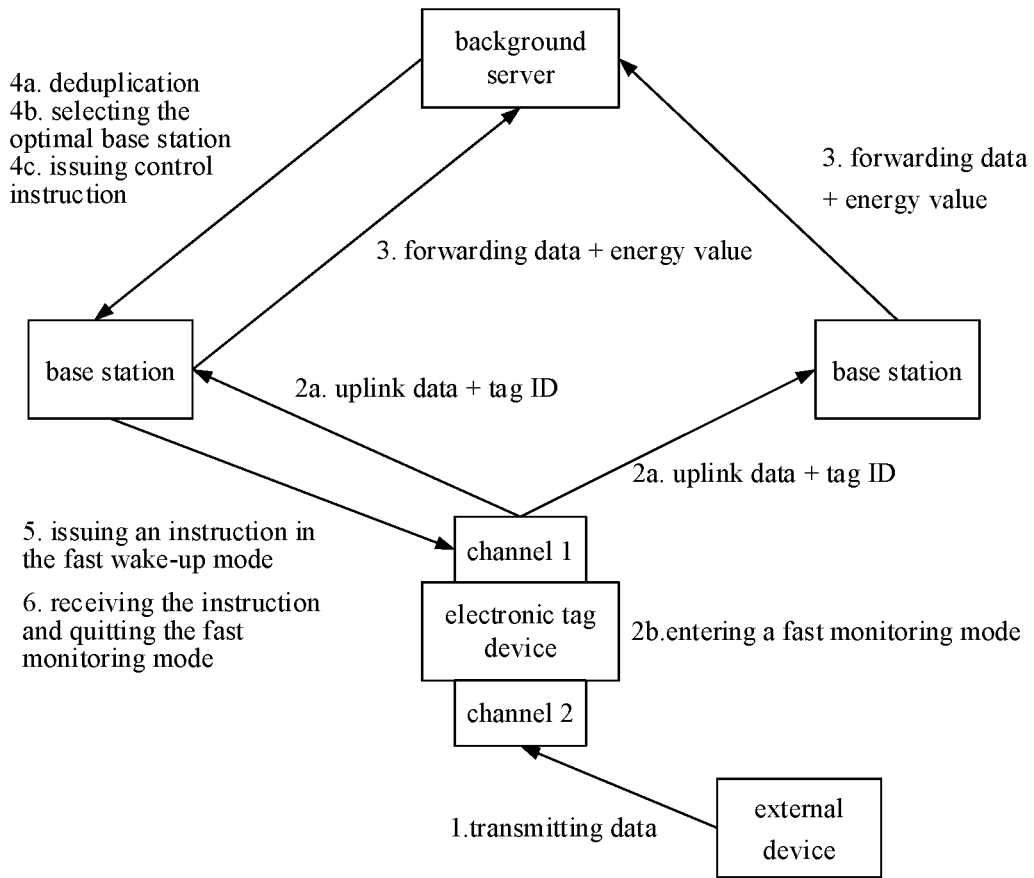 background
server
4a. deduplication
4b. selecting the
optimal base station
4c. issuing control
instruction
3. forwarding data
+ energy value
3. forwarding data + energy value
base station
base station
2a. uplink data + tag ID
2a. uplink data + tag ID
5. issuing an instruction in
the fast wake-up mode
channel 1
6. receiving the instruction
and quitting the fast
monitoring mode
electronic tag
device
2b.entering a fast monitoring mode
channel 2
1.transmitting data
external
device